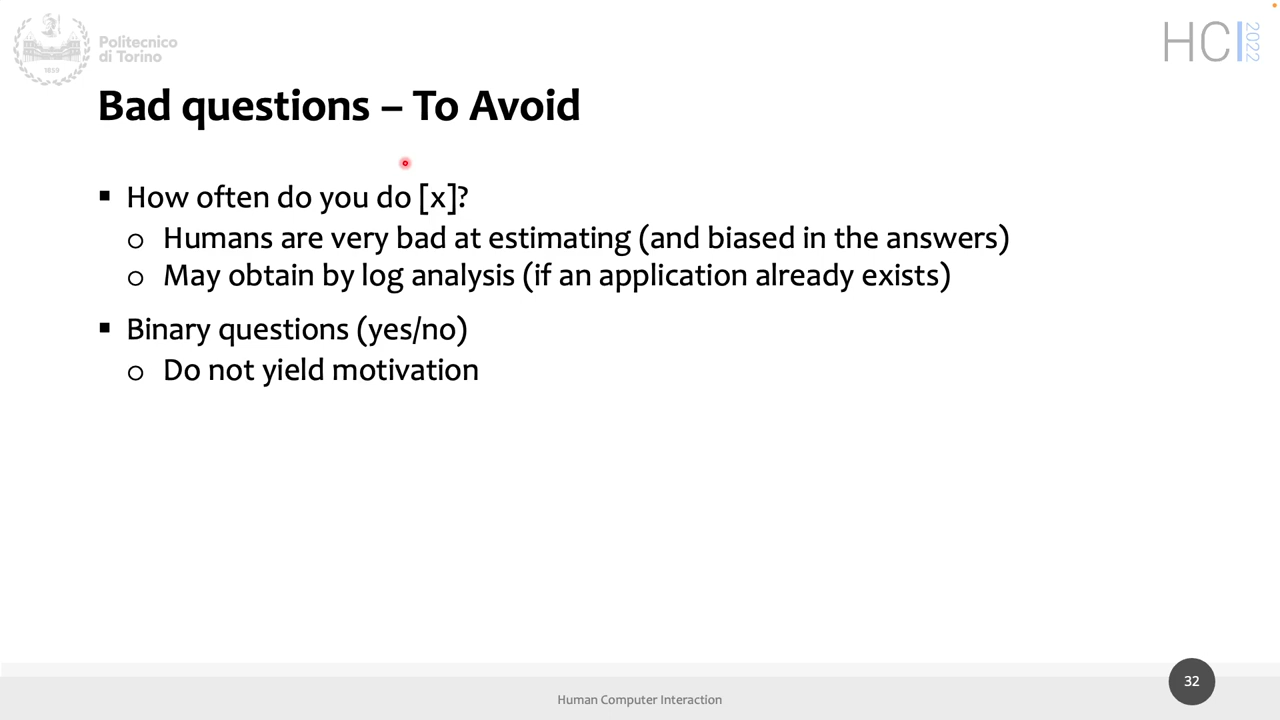 Politecnico
di Torino
1859
HCI 2022
Bad questions – To Avoid
▪ How often do you do [x]?
o Humans are very bad at estimating (and biased in the answers)
o May obtain by log analysis (if an application already exists)
▪ Binary questions (yes/no)
o Do not yield motivation
32
Human Computer Interaction